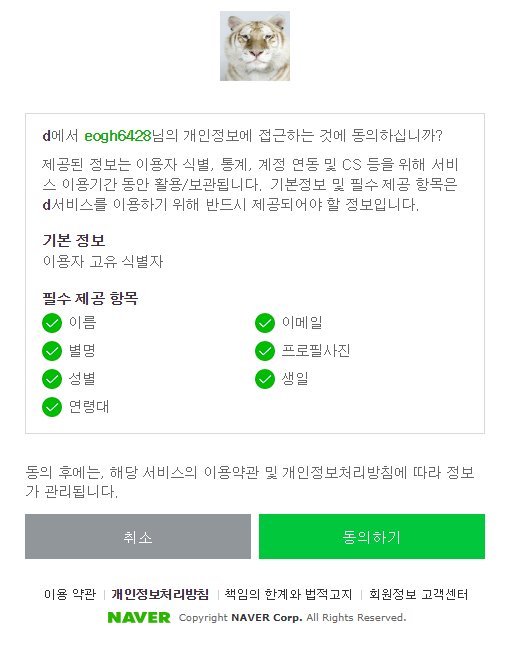 d에서 eogh6428님의 개인정보에 접근하는 것에 동의하십니까?
제공된 정보는 이용자 식별, 통계, 계정 연동 및 CS 등을 위해 서비
스 이용기간 동안 활용/보관됩니다. 기본정보 및 필수 제공 항목은
d서비스를 이용하기 위해 반드시 제공되어야 할 정보입니다.
기본 정보
이용자 고유 식별자
필수 제공 항목
이름 이메일
별명 프로필사진
성별 생일
연령대
동의 후에는, 해당 서비스의 이용약관 및 개인정보처리방침에 따라 정보
가 관리됩니다.
취소 동의하기
이용 약관 개인정보처리방침 책임의 한계와 법적고지 회원정보 고객센터
NAVER Copyright NAVER Corp. All Rights Reserved.